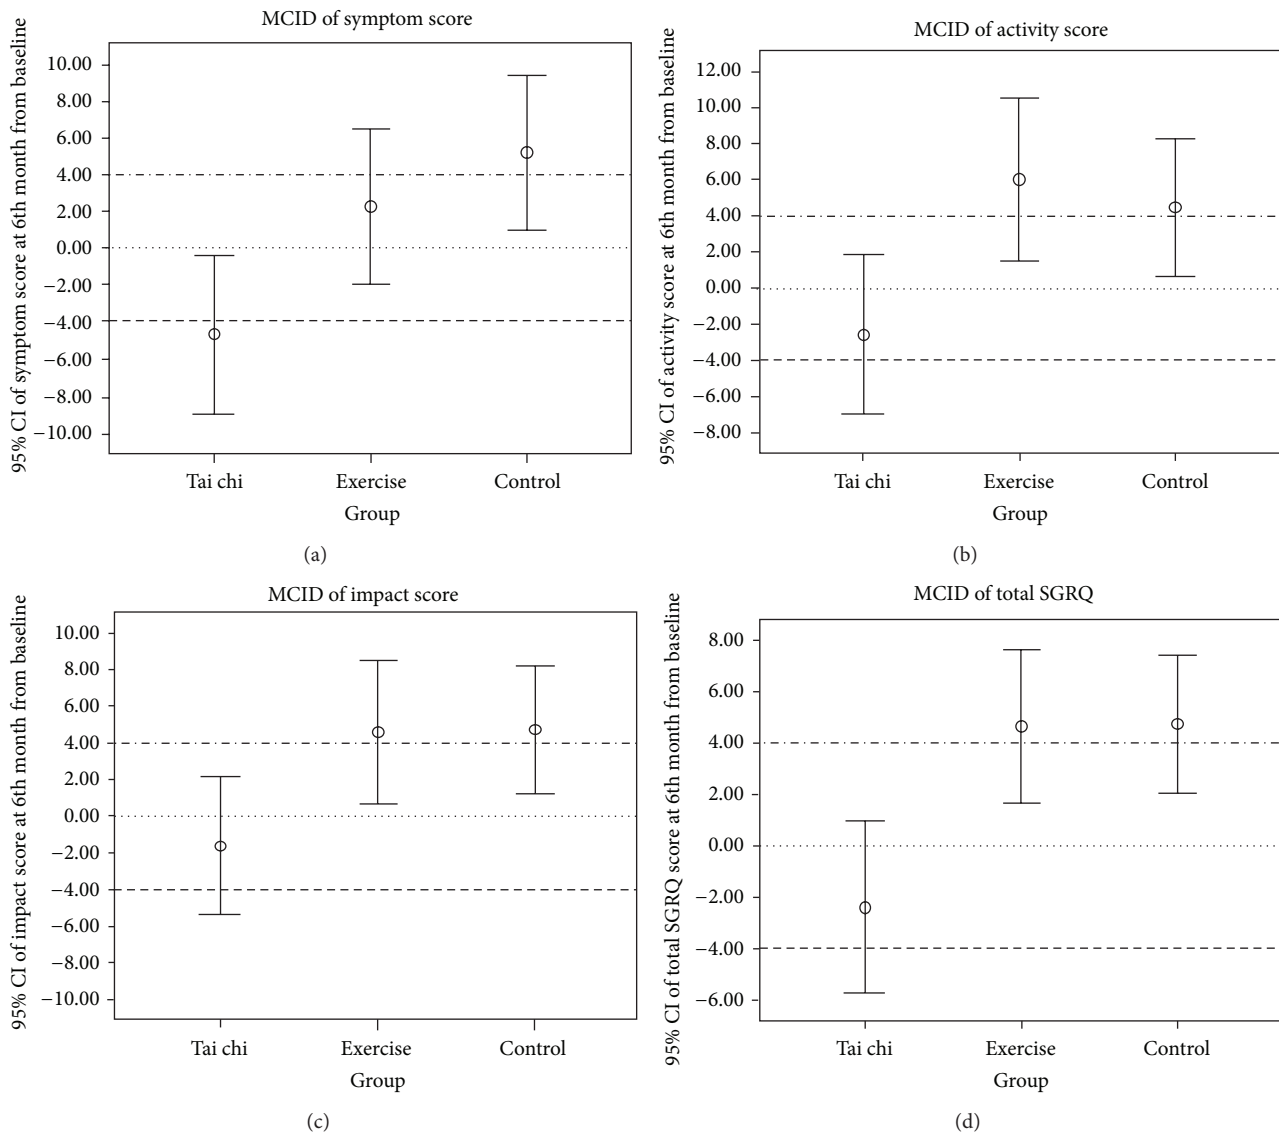 MCID of symptom score
95% CI of symptom score at 6th month from baseline
10.00
8.00
6.00
4.00
2.00
0.00
−2.00
−4.00
−6.00
−8.00
−10.00
Tai chi Exercise Control
Group
(a)
MCID of activity score
95% CI of activity score at 6th month from baseline
12.00
10.00
8.00
6.00
4.00
2.00
0.00
−2.00
−4.00
−6.00
−8.00
Tai chi Exercise Control
Group
(b)
MCID of impact score
95% CI of impact score at 6th month from baseline
10.00
8.00
6.00
4.00
2.00
0.00
−2.00
−4.00
−6.00
−8.00
−10.00
Tai chi Exercise Control
Group
(c)
MCID of total SGRQ
95% CI of total SGRQ score at 6th month from baseline
8.00
6.00
4.00
2.00
0.00
−2.00
−4.00
−6.00
Tai chi Exercise Control
Group
(d)